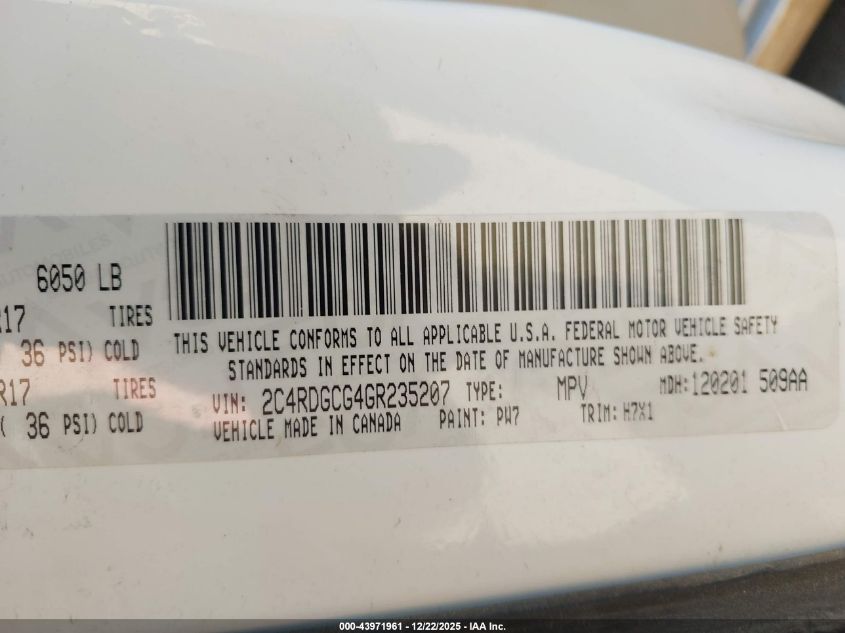 6050 LB
R17 TIRES
36 PSI) COLD
R17 TIRES
( 36 PSI) COLD
THIS VEHICLE CONFORMS TO ALL APPLICABLE U.S.A. FEDERAL MOTOR VEHICLE SAFETY
STANDARDS IN EFFECT ON THE DATE OF MANUFACTURE SHOWN ABOVE.
VIN: 2C4RDGCG4GR235207 TYPE: MPV MDH:120201 509AA
VEHICLE MADE IN CANADA PAINT: PW7 TRIM: H7X1
000-43971961 - 12/22/2025 - IAA Inc.